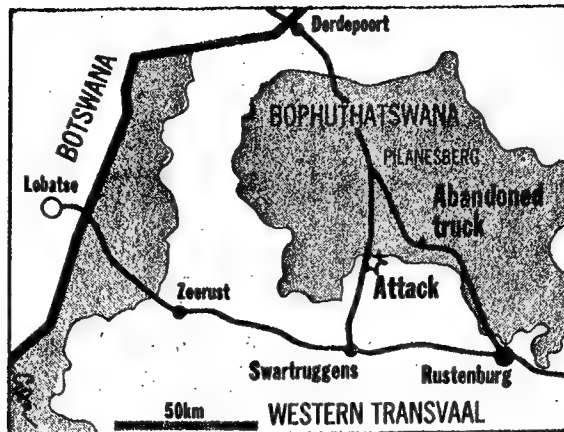 Derdepoort
BOTSWANA
BOPHUTHATSWANA
PILANESBERG
Lobatse
Abandoned
truck
Attack
Zeerust
Swartruggens
Rustenburg
50km
WESTERN TRANSVAAL